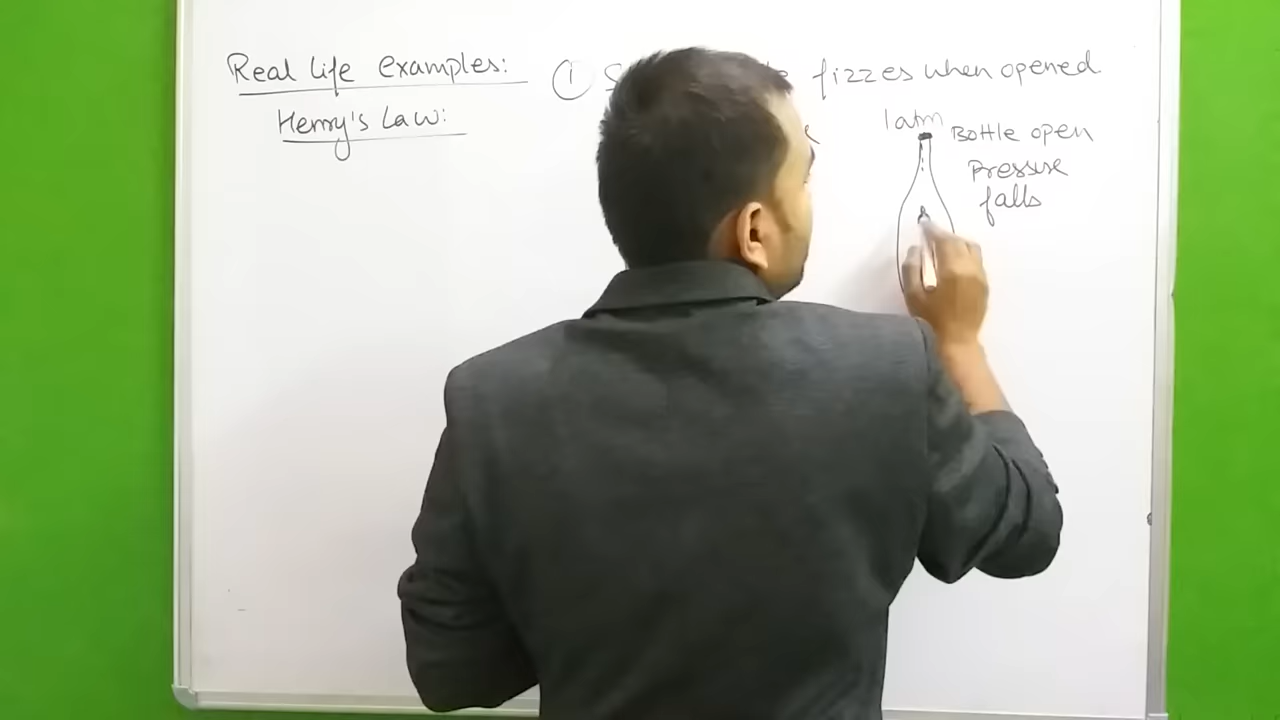 Real Life examples: ① S fizzes when opened
Henry's Law:
1atm
Bottle open
Pressure
falls